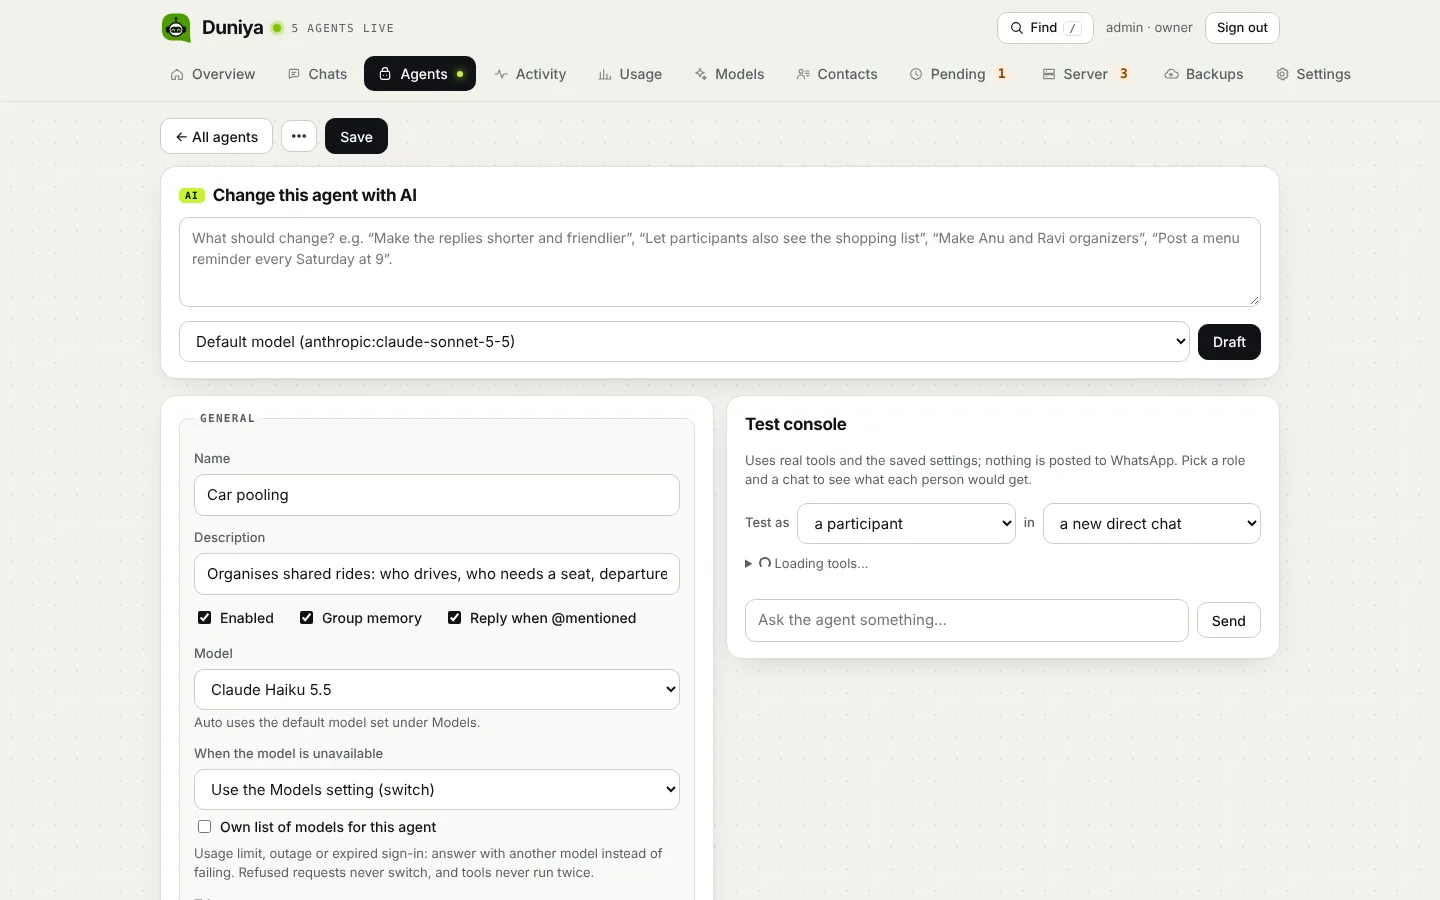 Duniya
5 AGENTS LIVE
Find /
admin · owner
Sign out
Overview
Chats
Agents
Activity
Usage
Models
Contacts
Pending 1
Server 3
Backups
Settings
← All agents
•••
Save
AI Change this agent with AI
What should change? e.g. “Make the replies shorter and friendlier”, “Let participants also see the shopping list”, “Make Anu and Ravi organizers”, “Post a menu
reminder every Saturday at 9”.
Default model (anthropic:claude-sonnet-5-5)
Draft
GENERAL
Name
Car pooling
Description
Organises shared rides: who drives, who needs a seat, departure
Enabled
Group memory
Reply when @mentioned
Model
Claude Haiku 5.5
Auto uses the default model set under Models.
When the model is unavailable
Use the Models setting (switch)
Own list of models for this agent
Usage limit, outage or expired sign-in: answer with another model instead of
failing. Refused requests never switch, and tools never run twice.
Test console
Uses real tools and the saved settings; nothing is posted to WhatsApp. Pick a role
and a chat to see what each person would get.
Test as a participant in a new direct chat
Loading tools…
Ask the agent something…
Send